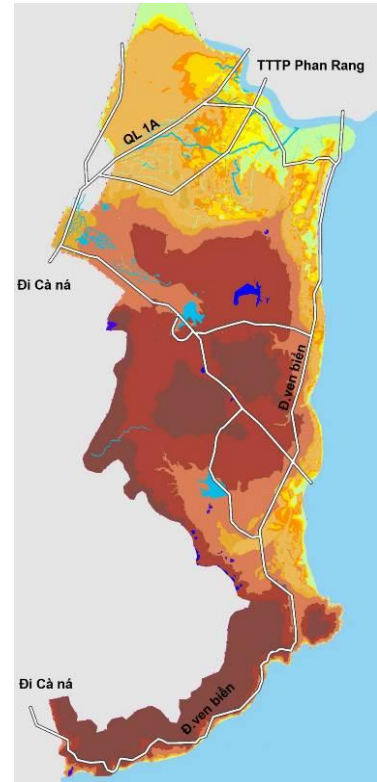 TTTP Phan Rang
QL 1A
Đi Cà ná
Đ.ven biển
Đi Cà ná
Đ.ven biển